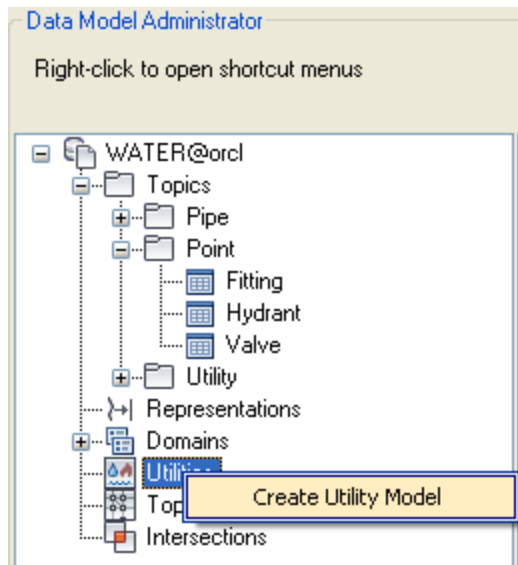 Data Model Administrator
Right-click to open shortcut menus
WATER@orcl
Topics
Pipe
Point
Fitting
Hydrant
Valve
Utility
Representations
Domains
Utilities
Create Utility Model
Intersections